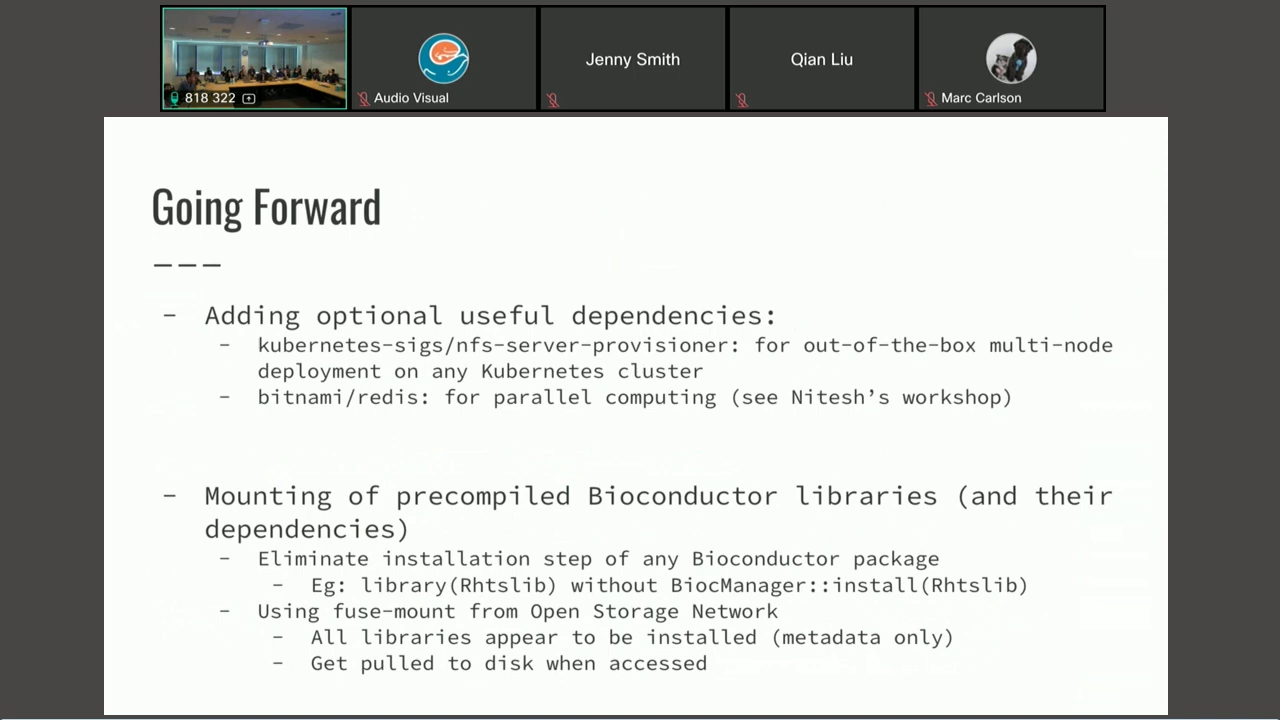 818 322
Audio Visual
Jenny Smith
Qian Liu
Marc Carlson
Going Forward
———
- Adding optional useful dependencies:
- kubernetes-sigs/nfs-server-provisioner: for out-of-the-box multi-node
deployment on any Kubernetes cluster
- bitnami/redis: for parallel computing (see Nitesh’s workshop)
- Mounting of precompiled Bioconductor libraries (and their
dependencies)
- Eliminate installation step of any Bioconductor package
- Eg: library(Rhtslib) without BiocManager::install(Rhtslib)
- Using fuse-mount from Open Storage Network
- All libraries appear to be installed (metadata only)
- Get pulled to disk when accessed